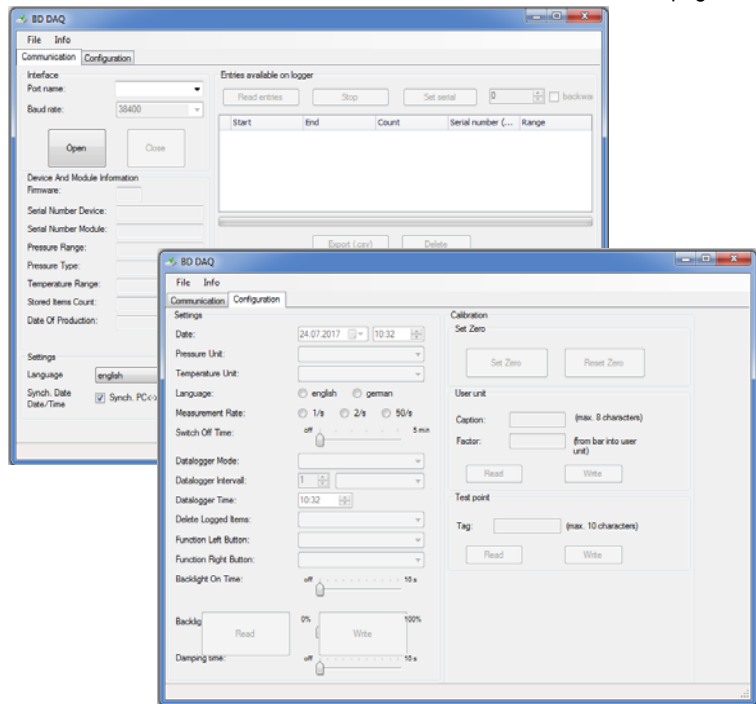 BD DAQ
File Info
Communication Configuration
Interface
Port name:
Baud rate: 38400
Open Close
Device And Module Information
Firmware:
Serial Number Device:
Serial Number Module:
Pressure Range:
Pressure Type:
Temperature Range:
Stored Items Count:
Date Of Production:
Settings
Language english
Synch. Date
Date/Time
Synch. PC<->
Entries available on logger
Read entries Stop Set serial 0
Start End Count Serial number (... Range
Export (.csv) Delete
BD DAQ
File Info
Communication Configuration
Settings
Date: 24.07.2017 10:32
Pressure Unit:
Temperature Unit:
Language: english german
Measurement Rate: 1/s 2/s 50/s
Switch Off Time: off 5 min
Datalogger Mode:
Datalogger Intervall: 1
Datalogger Time: 10:32
Delete Logged Items:
Function Left Button:
Function Right Button:
Backlight On Time: off 10 s
Backlig 0% 100%
Read Write
Damping time: off 10 s
Calibration
Set Zero
Set Zero Reset Zero
User unit
Caption: (max. 8 characters)
Factor: (from bar into user
unit)
Read Write
Test point
Tag: (max. 10 characters)
Read Write